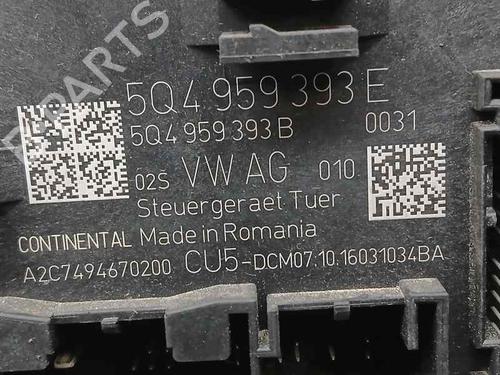 PARTS
5Q4 959 393 E
5Q4 959 393 B 0031
02S VW AG 010
Steuergeraet Tuer
CONTINENTAL Made in Romania
A2C7494670200 CU5-DCM07.10.16031034BA